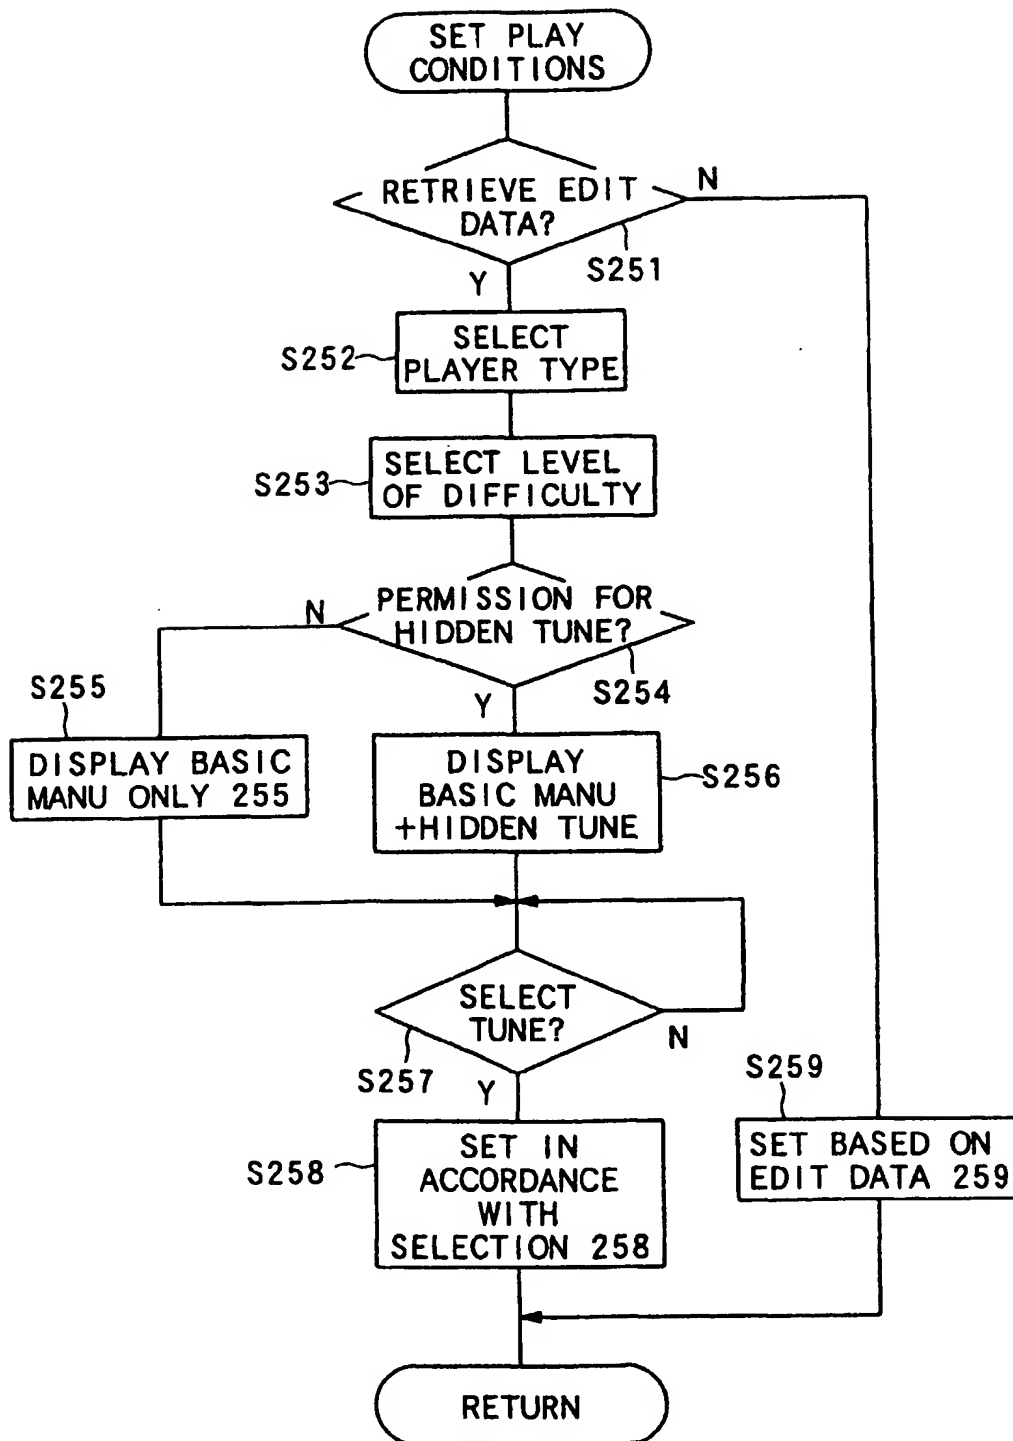 SET PLAY
CONDITIONS
RETRIEVE EDIT
DATA?
N
S251
Y
S252
SELECT
PLAYER TYPE
S253
SELECT LEVEL
OF DIFFICULTY
PERMISSION FOR
HIDDEN TUNE?
N
S254
Y
S255
DISPLAY BASIC
MANU ONLY 255
DISPLAY
BASIC MANU
+HIDDEN TUNE
S256
SELECT
TUNE?
N
S257
Y
S258
SET IN
ACCORDANCE
WITH
SELECTION 258
S259
SET BASED ON
EDIT DATA 259
RETURN